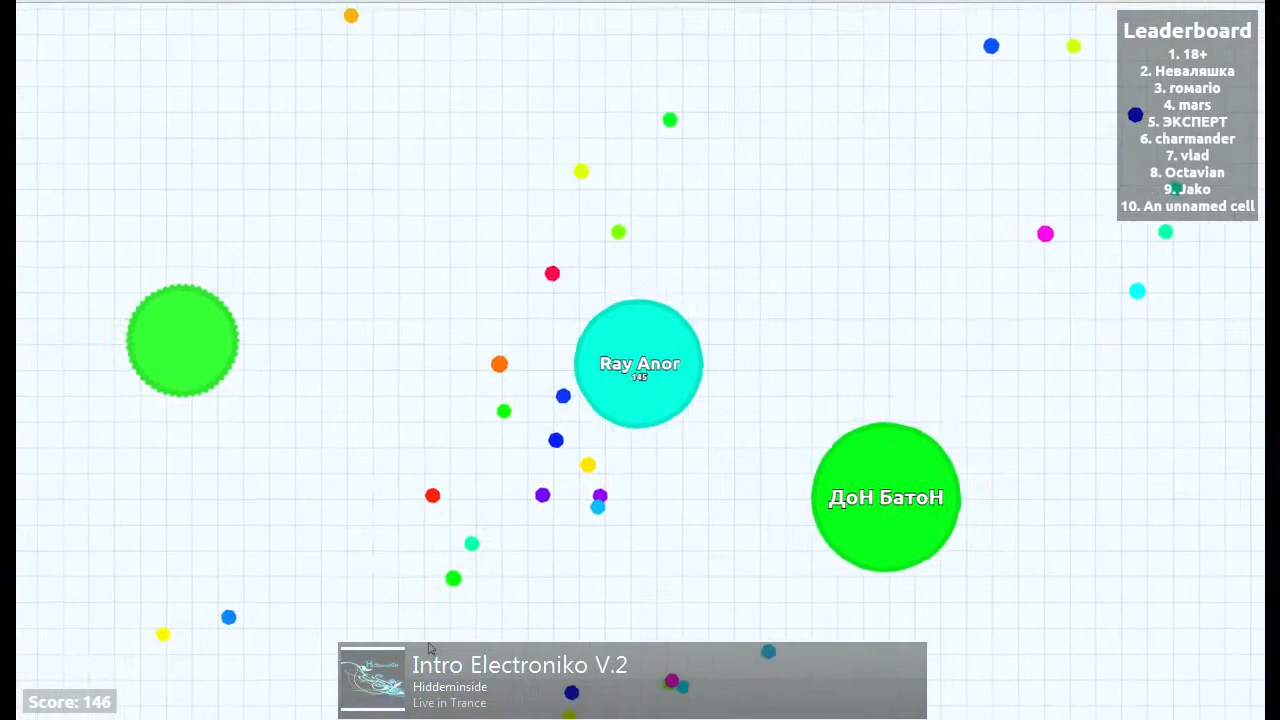 Leaderboard
1. 18+
2. Неваляшка
3. romario
4. mars
5. ЭКСПЕРТ
6. charmander
7. vlad
8. Octavian
9. Jako
10. An unnamed cell
Ray Anor
145
ДоН БатоН
Intro Electroniko V.2
Hiddeminside
Live in Trance
Score: 146